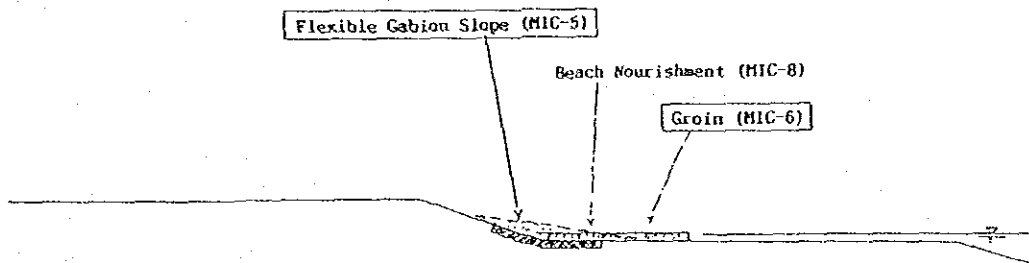 Flexible Gabion Slope (MIC-5)
Beach Nourishment (MIC-8)
Groin (MIC-6)